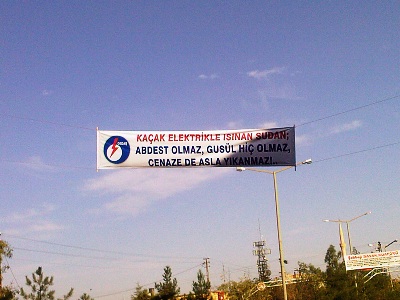 KAÇAK ELEKTRİKLE ISINAN SUDAN;
ABDEST OLMAZ, GUSÜL HİÇ OLMAZ,
CENAZE DE ASLA YIKANMAZ!..